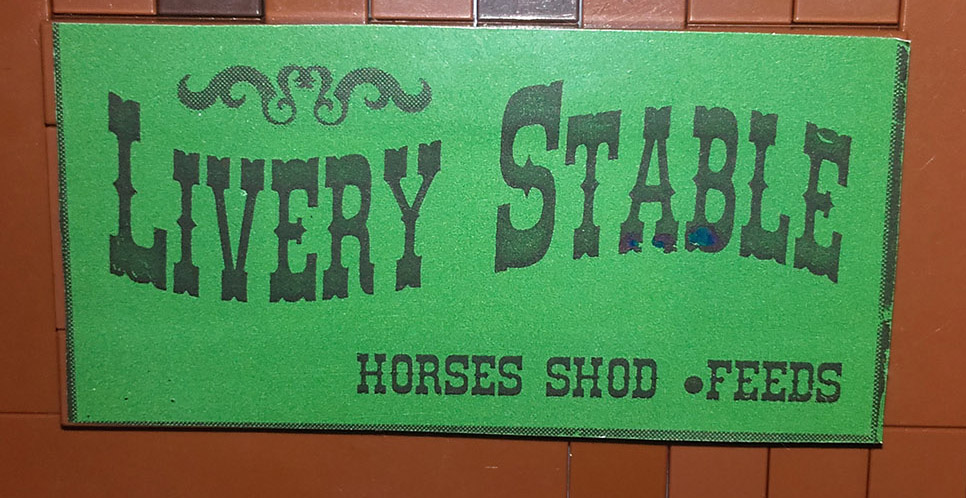 LIVERY STABLE
HORSES SHOD •FEEDS